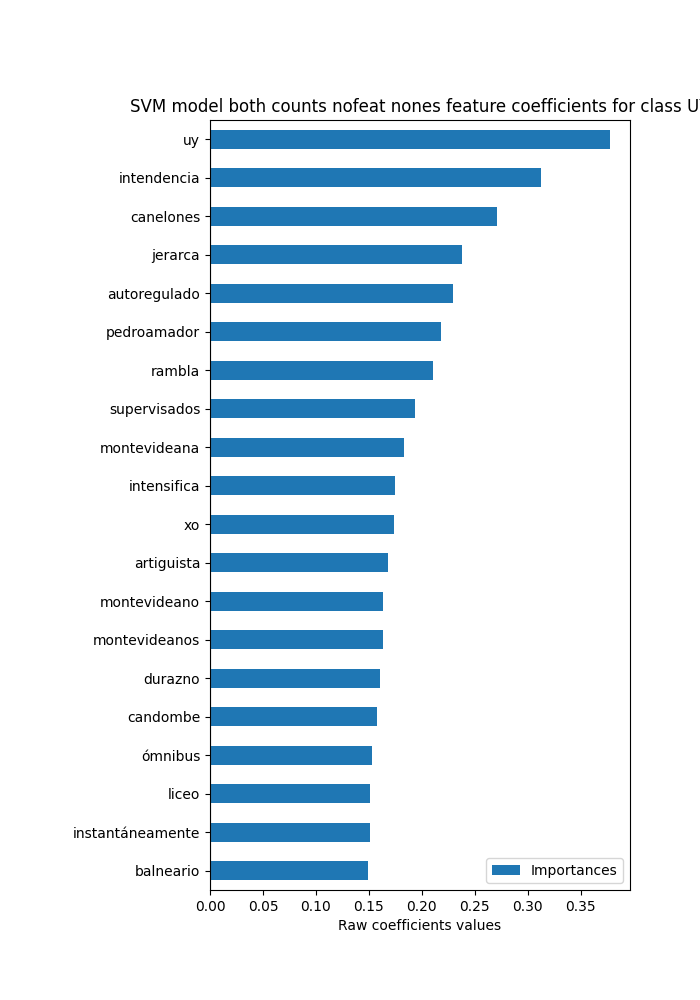 SVM model both counts nofeat nones feature coefficients for class U
uy
intendencia
canelones
jerarca
autoregulado
pedroamador
rambla
supervisados
montevideana
intensifica
xo
artiguista
montevideano
montevideanos
durazno
candombe
ómnibus
liceo
instantáneamente
balneario
Importances
0.00 0.05 0.10 0.15 0.20 0.25 0.30 0.35
Raw coefficients values